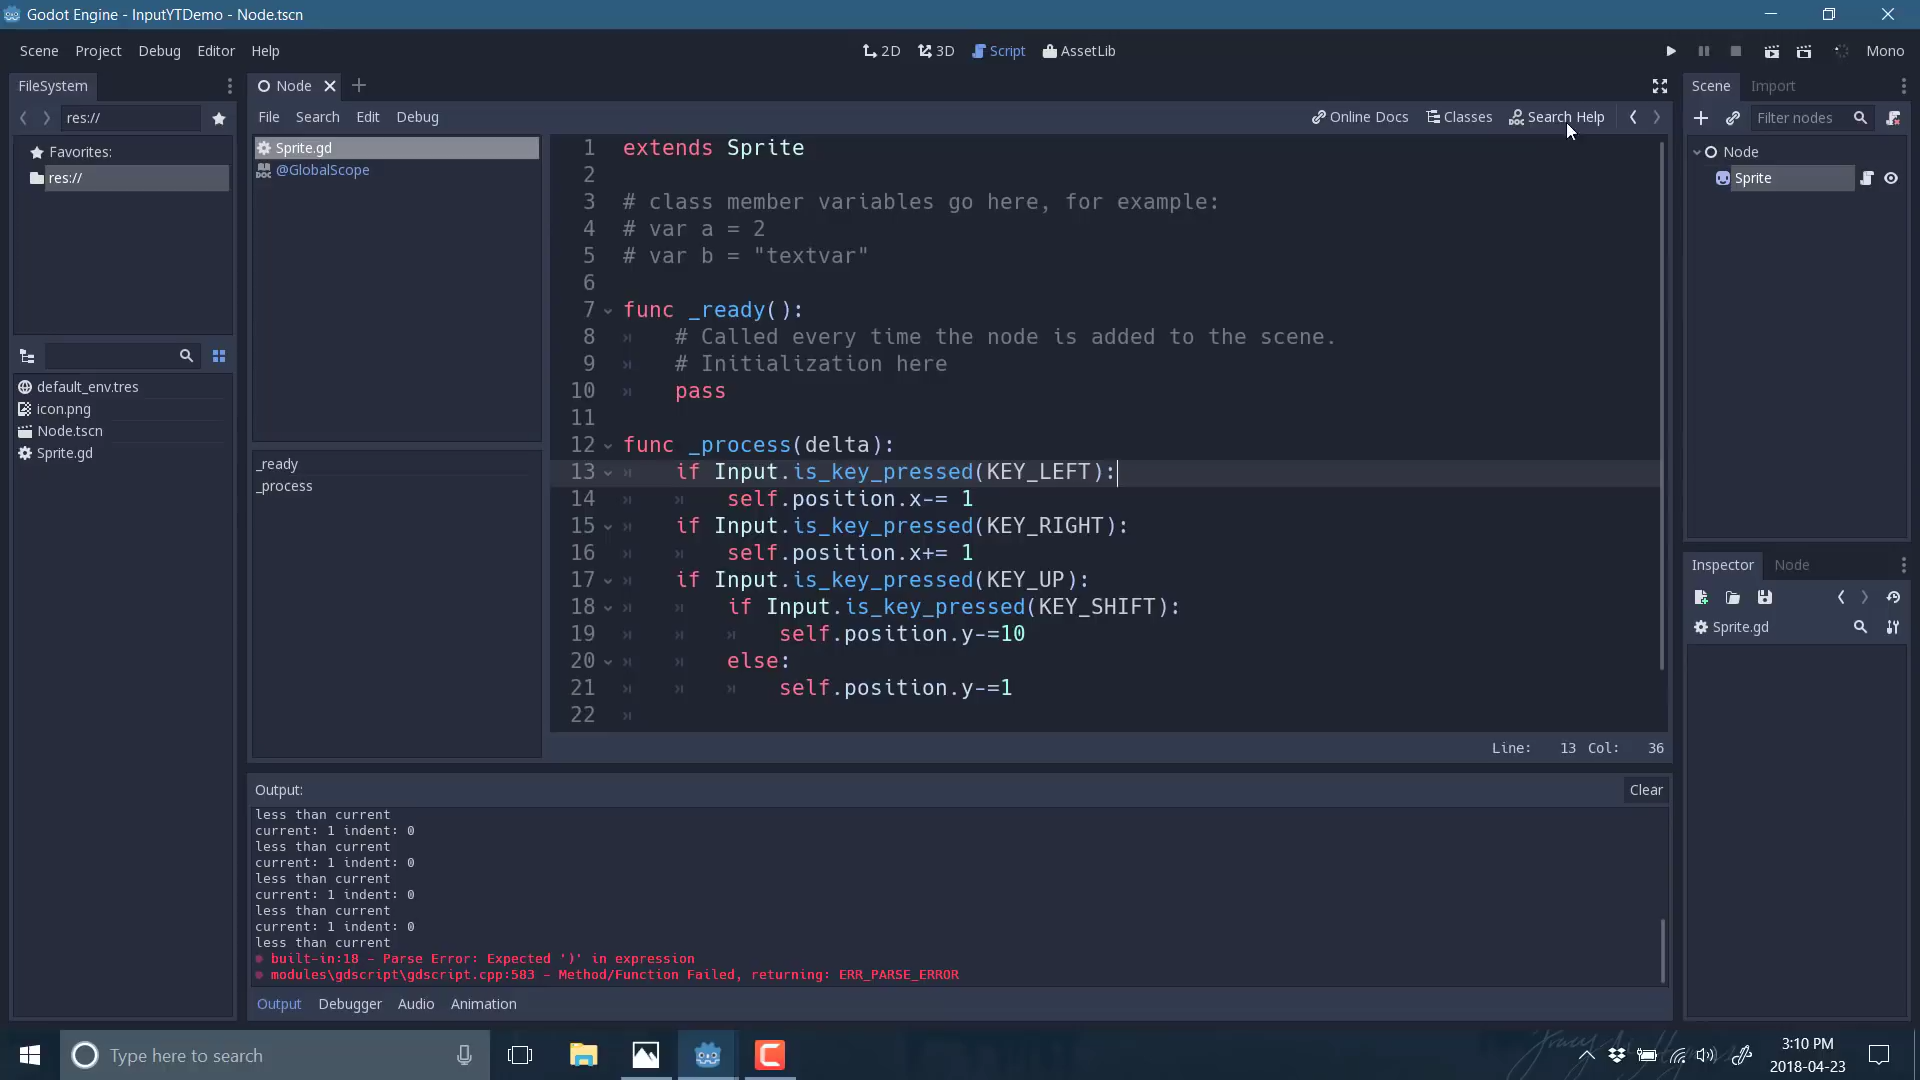 Godot Engine - InputYTDemo - Node.tscn
Scene Project Debug Editor Help
2D 3D Script AssetLib
Mono
FileSystem
res://
Favorites:
res://
default_env.tres
icon.png
Node.tscn
Sprite.gd
Node
File Search Edit Debug
Online Docs Classes Search Help
Sprite.gd
@GlobalScope
_ready
_process
1 extends Sprite
2
3 # class member variables go here, for example:
4 # var a = 2
5 # var b = "textvar"
6
7 func _ready():
8 # Called every time the node is added to the scene.
9 # Initialization here
10 pass
11
12 func _process(delta):
13 if Input.is_key_pressed(KEY_LEFT):
14 self.position.x-= 1
15 if Input.is_key_pressed(KEY_RIGHT):
16 self.position.x+= 1
17 if Input.is_key_pressed(KEY_UP):
18 if Input.is_key_pressed(KEY_SHIFT):
19 self.position.y-=10
20 else:
21 self.position.y-=1
22
Line: 13 Col: 36
Output:
Clear
less than current
current: 1 indent: 0
less than current
current: 1 indent: 0
less than current
current: 1 indent: 0
less than current
current: 1 indent: 0
less than current
built-in:18 - Parse Error: Expected ')' in expression
modules\gdscript\gdscript.cpp:583 - Method/Function Failed, returning: ERR_PARSE_ERROR
Output Debugger Audio Animation
Scene Import
Filter nodes
Node
Sprite
Inspector Node
Sprite.gd
Type here to search
3:10 PM
2018-04-23